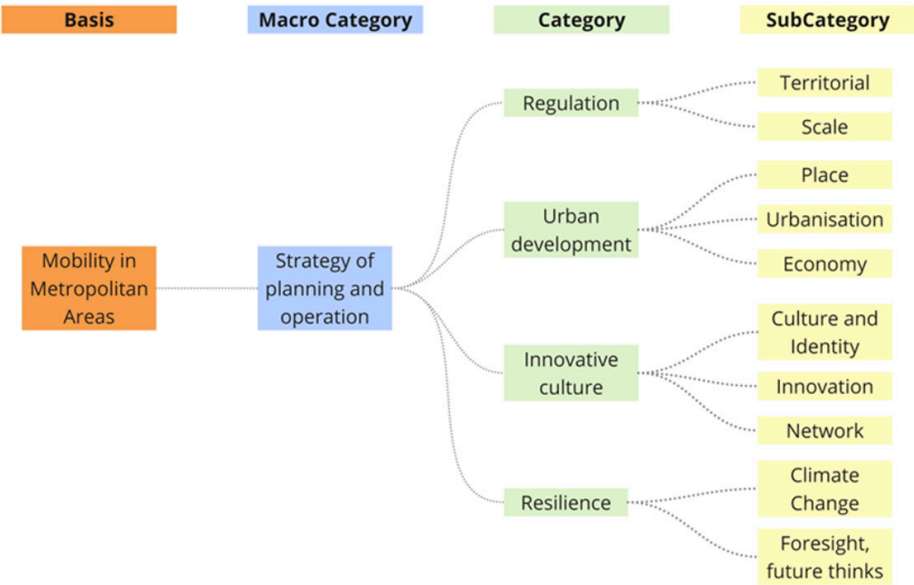 Basis
Macro Category
Category
SubCategory
Mobility in
Metropolitan
Areas
Strategy of
planning and
operation
Regulation
Territorial
Scale
Urban
development
Place
Urbanisation
Economy
Innovative
culture
Culture and
Identity
Innovation
Network
Resilience
Climate
Change
Foresight,
future thinks